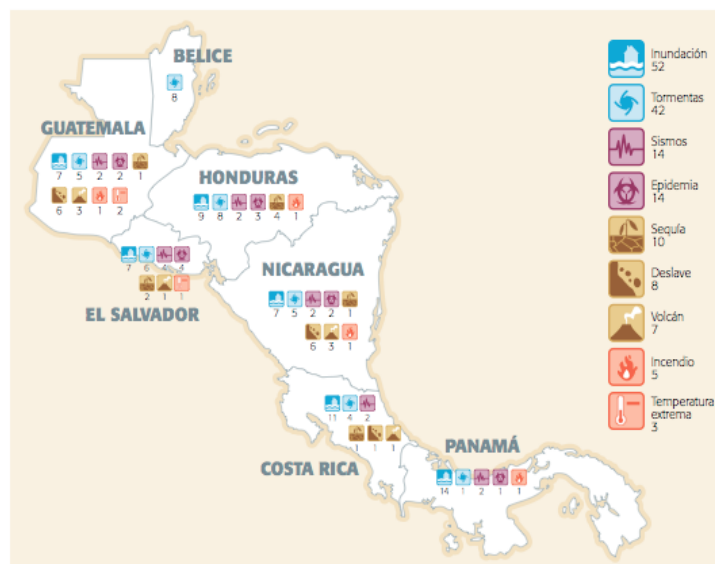 BELICE
8
GUATEMALA
7 5 2 2 1
6 3 1 2
HONDURAS
9 8 2 3 4 1
7 6 4 4
2 1 1
EL SALVADOR
NICARAGUA
7 5 2 2 1
6 3 1
11 4 2
1 1 1
COSTA RICA
PANAMÁ
14 1 2 1 1
Inundación
52
Tormentas
42
Sismos
14
Epidemia
14
Sequía
10
Deslave
8
Volcán
7
Incendio
5
Temperatura
extrema
3